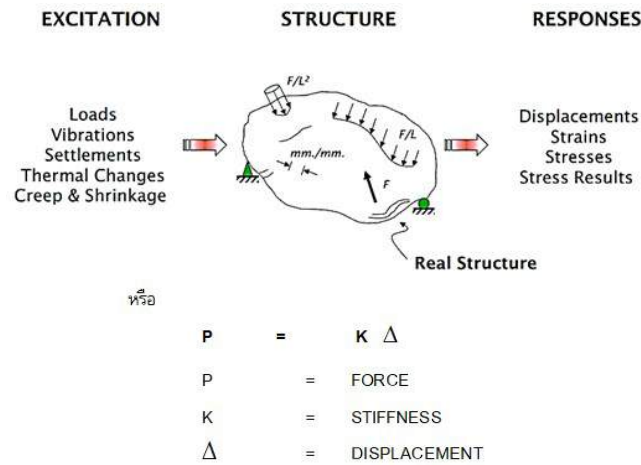 EXCITATION STRUCTURE RESPONSES
Loads
Vibrations
Settlements
Thermal Changes
Creep & Shrinkage
F/L²
F/L
mm./mm.
F
Real Structure
Displacements
Strains
Stresses
Stress Results
หรือ
P = K Δ
P = FORCE
K = STIFFNESS
Δ = DISPLACEMENT